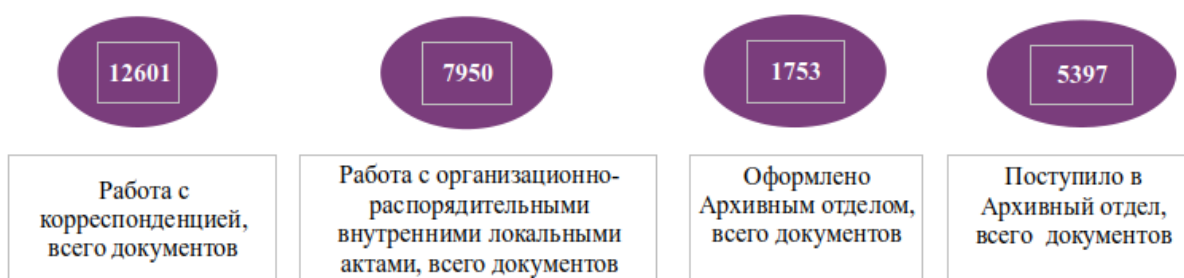 12601
7950
1753
5397
Работа с
корреспонденцией,
всего документов
Работа с организационно-
распорядительными
внутренними локальными
актами, всего документов
Оформлено
Архивным отделом,
всего документов
Поступило в
Архивный отдел,
всего документов